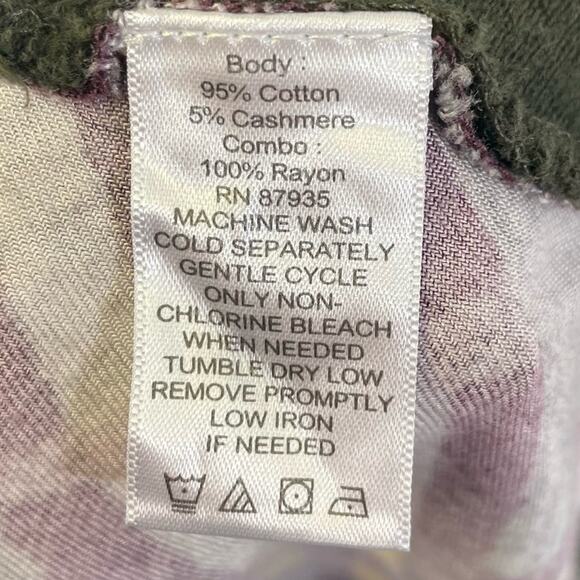 Body :
95% Cotton
5% Cashmere
Combo :
100% Rayon
RN 87935
MACHINE WASH
COLD SEPARATELY
GENTLE CYCLE
ONLY NON-
CHLORINE BLEACH
WHEN NEEDED
TUMBLE DRY LOW
REMOVE PROMPTLY
LOW IRON
IF NEEDED